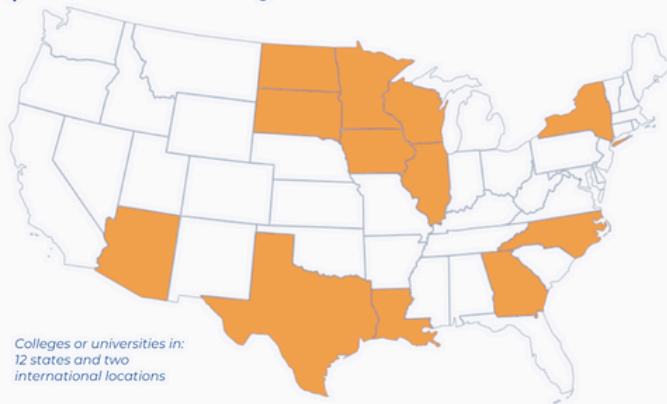 Colleges or universities in:
12 states and two
international locations